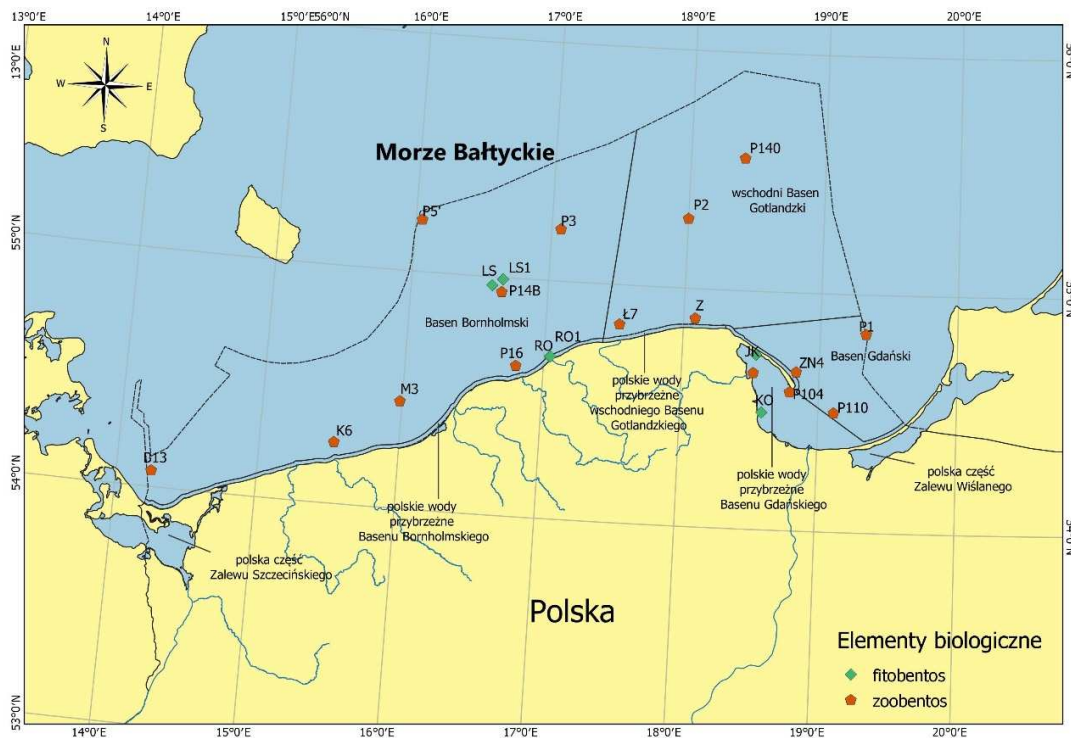 13°0'E
14°0'E
15°0'E
56°0'N
16°0'E
17°0'E
18°0'E
19°0'E
20°0'E
13°0'E
N
W
E
S
Morze Bałtyckie
P140
wschodni Basen
Gotlandzki
P5
P3
P2
55°0'N
LS
LS1
P14B
Basen Bornholmski
Ł7
Z
P1
Basen Gdański
RO
RO1
P16
JK
ZN4
P104
P110
KO
M3
K6
polskie wody
przybrzeżne
wschodniego Basenu
Gotlandzkiego
54°0'N
polskie wody
przybrzeżne
Basenu Gdańskiego
polska część
Zalewu Wiślanego
polskie wody
przybrzeżne
Basenu Bornholmskiego
polska część
Zalewu Szczecińskiego
Polska
Elementy biologiczne
fitobentos
zoobentos
53°0'N
14°0'E
15°0'E
16°0'E
17°0'E
18°0'E
19°0'E
20°0'E